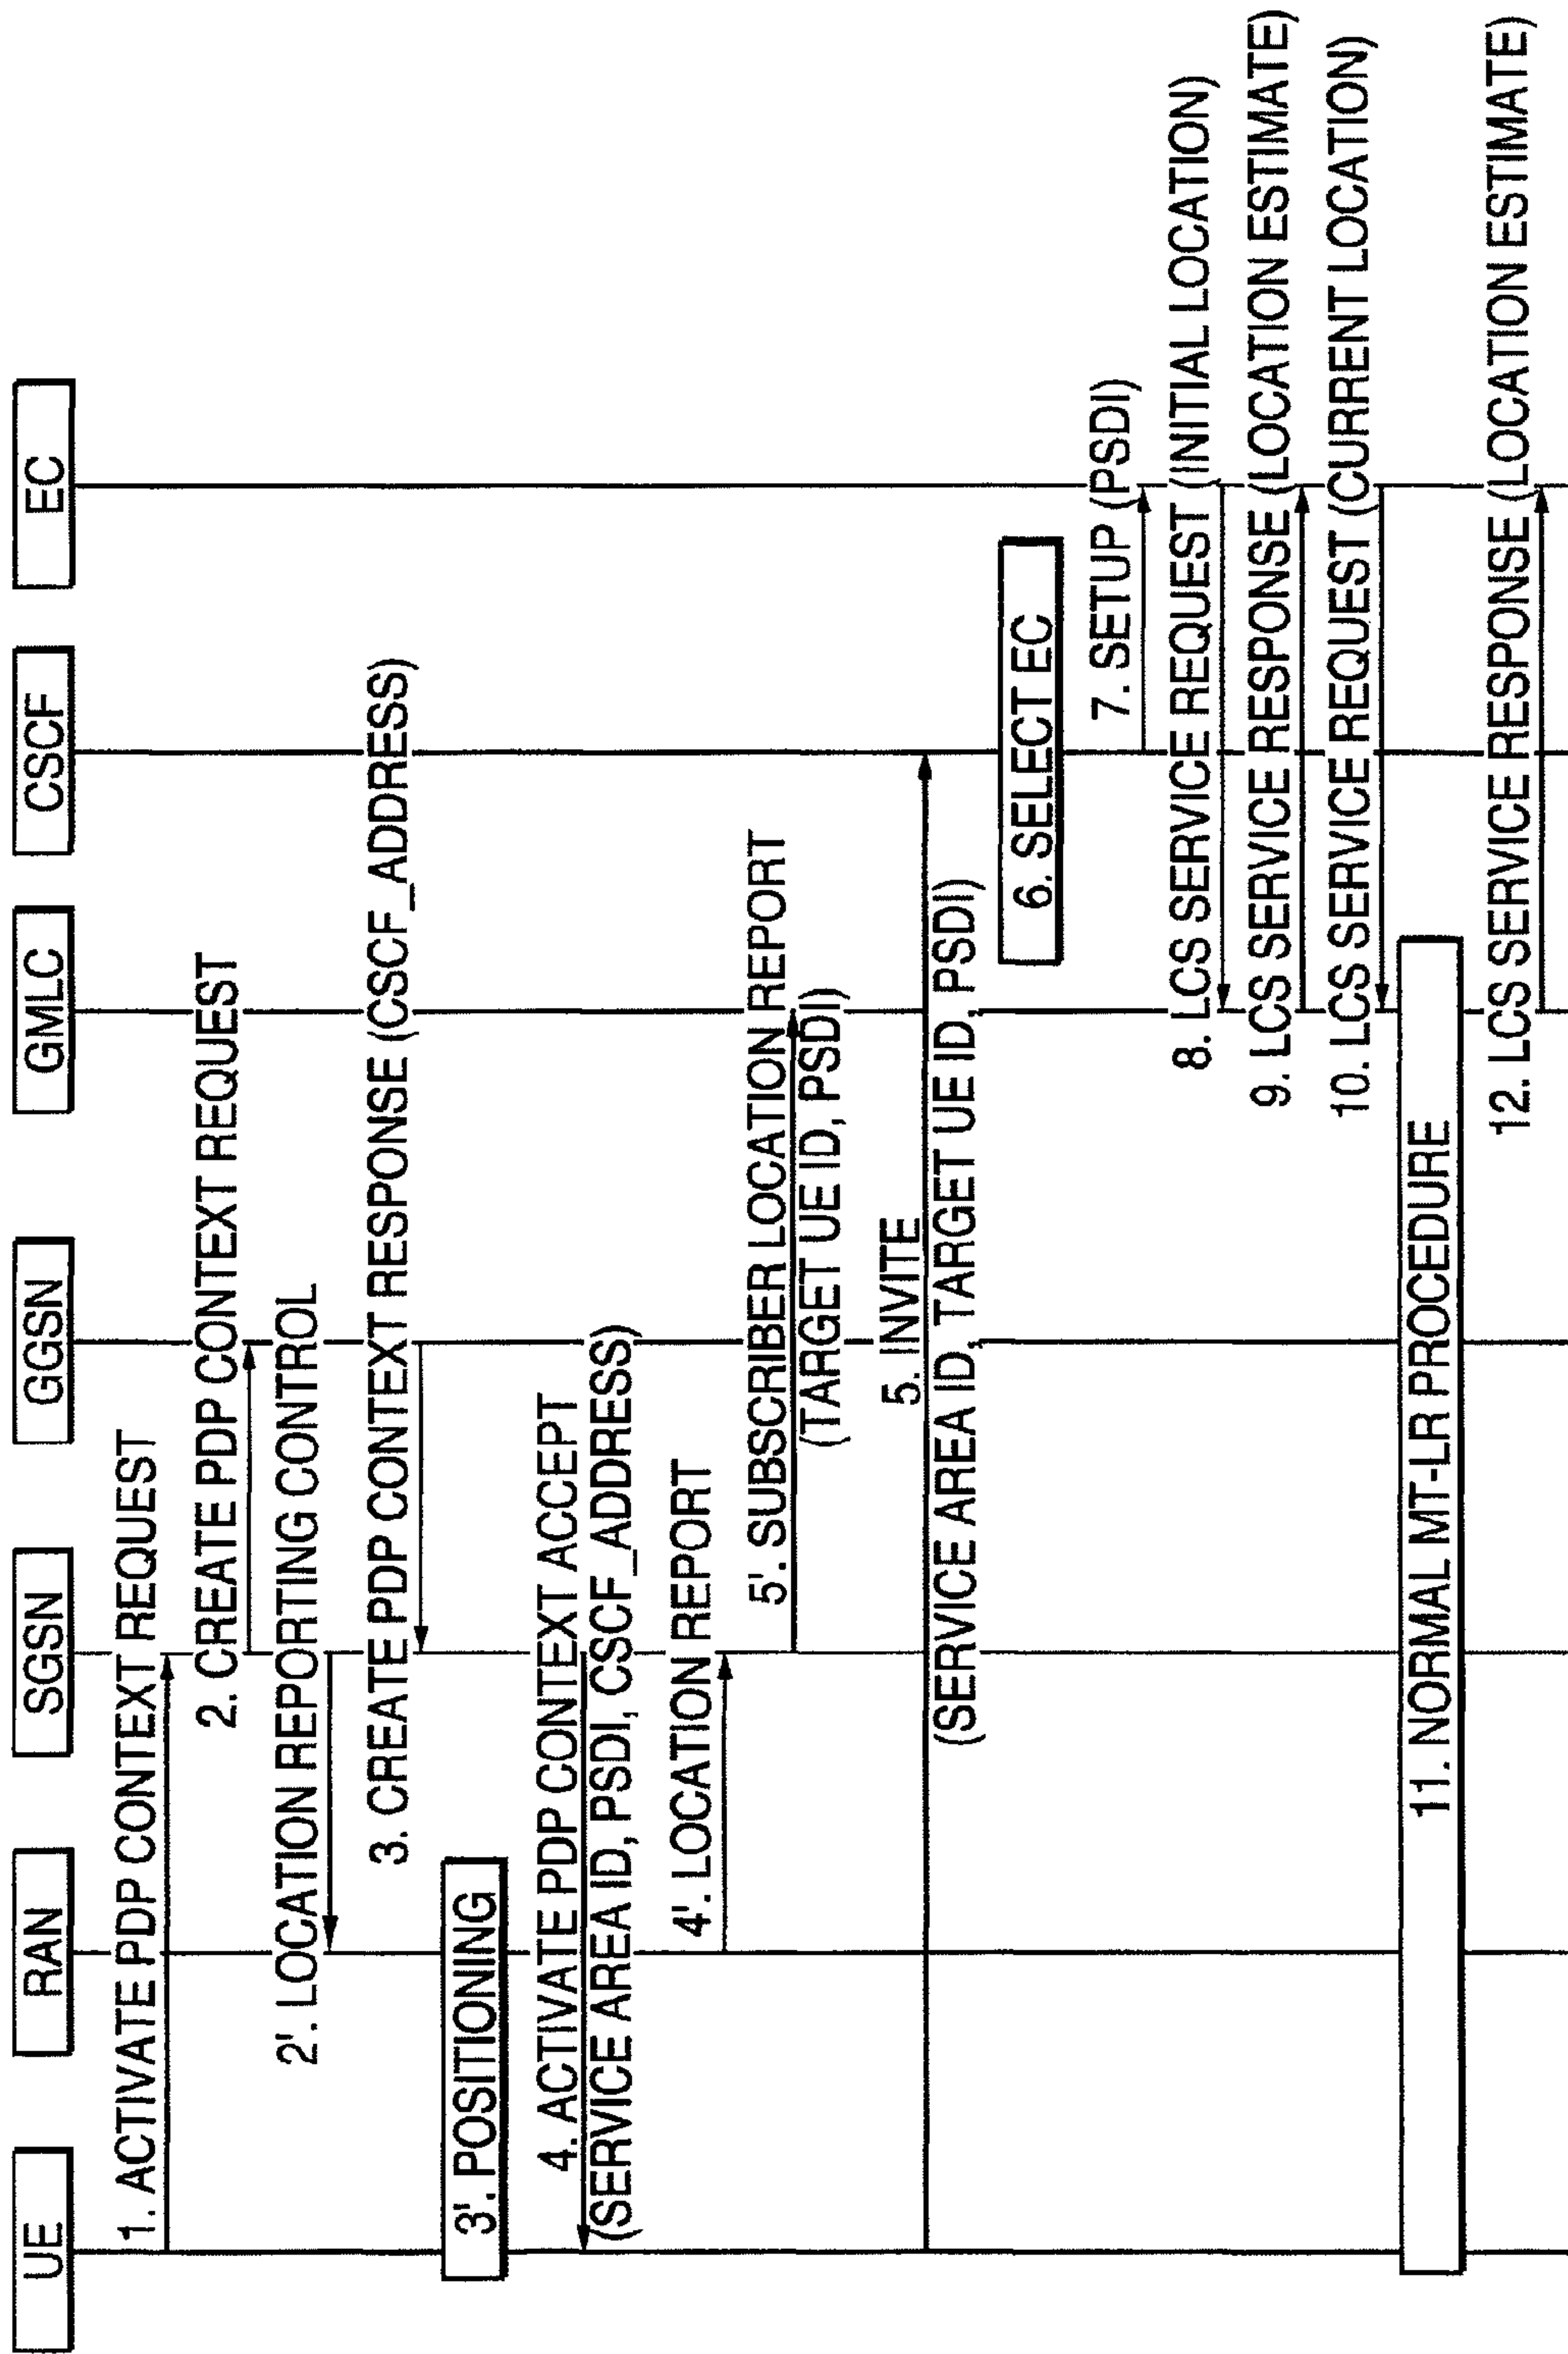 UE
RAN
SGSN
GGSN
GMLC
CSCF
EC
1. ACTIVATE PDP CONTEXT REQUEST
2. CREATE PDP CONTEXT REQUEST
2'. LOCATION REPORTING CONTROL
3. CREATE PDP CONTEXT RESPONSE (CSCF_ADDRESS)
3'. POSITIONING
4. ACTIVATE PDP CONTEXT ACCEPT
(SERVICE AREA ID, PSDI, CSCF_ADDRESS)
4'. LOCATION REPORT
5'. SUBSCRIBER LOCATION REPORT
(TARGET UE ID, PSDI)
5. INVITE
(SERVICE AREA ID, TARGET UE ID, PSDI)
6. SELECT EC
7. SETUP (PSDI)
8. LCS SERVICE REQUEST (INITIAL LOCATION)
9. LCS SERVICE RESPONSE (LOCATION ESTIMATE)
10. LCS SERVICE REQUEST (CURRENT LOCATION)
11. NORMAL MT-LR PROCEDURE
12. LCS SERVICE RESPONSE (LOCATION ESTIMATE)